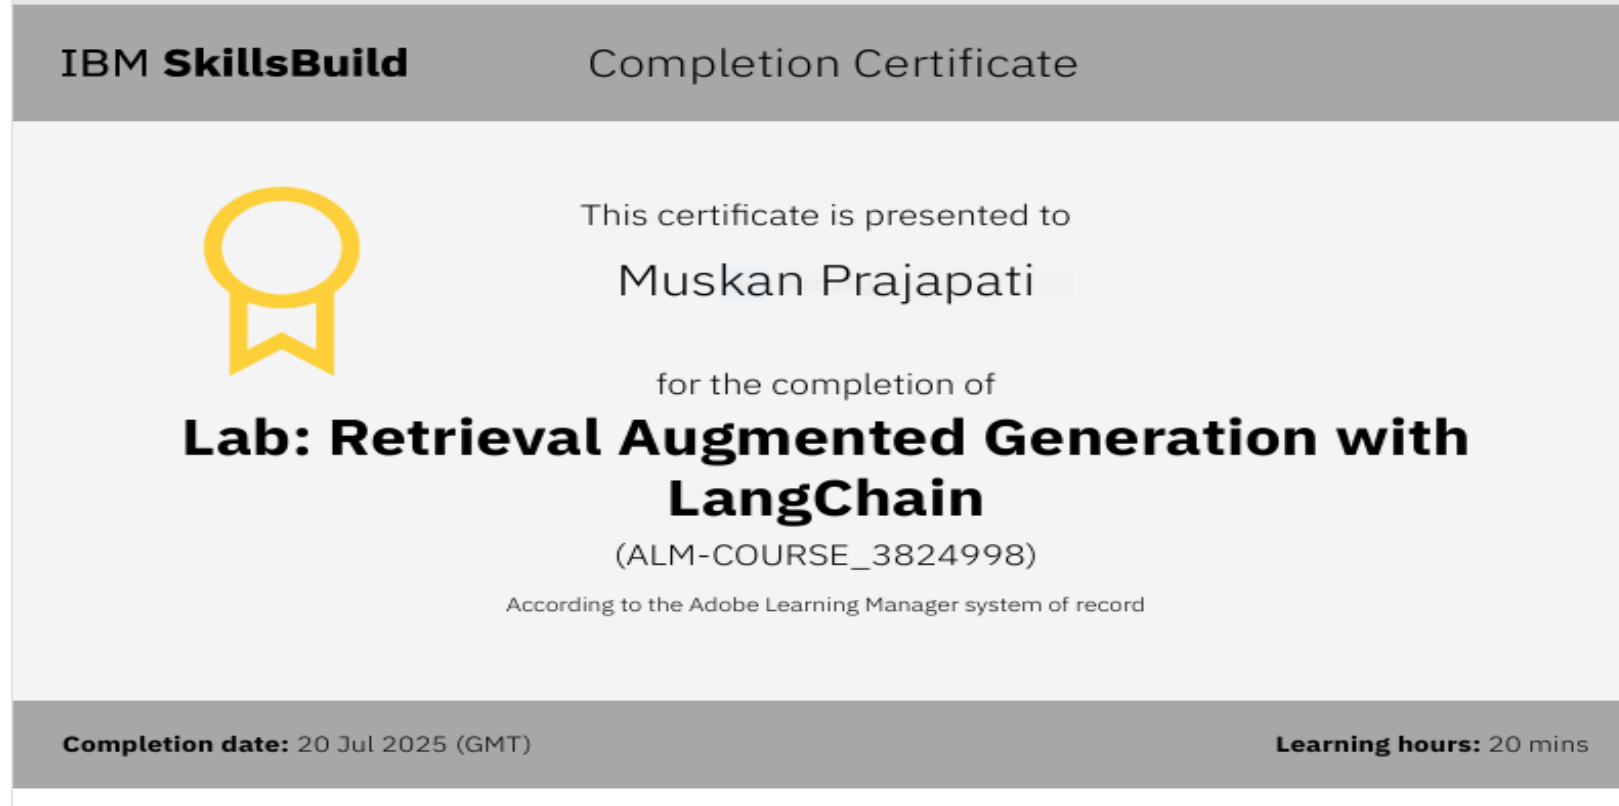 IBM SkillsBuild
Completion Certificate
This certificate is presented to
Muskan Prajapati
for the completion of
Lab: Retrieval Augmented Generation with
LangChain
(ALM-COURSE_3824998)
According to the Adobe Learning Manager system of record
Completion date: 20 Jul 2025 (GMT)
Learning hours: 20 mins